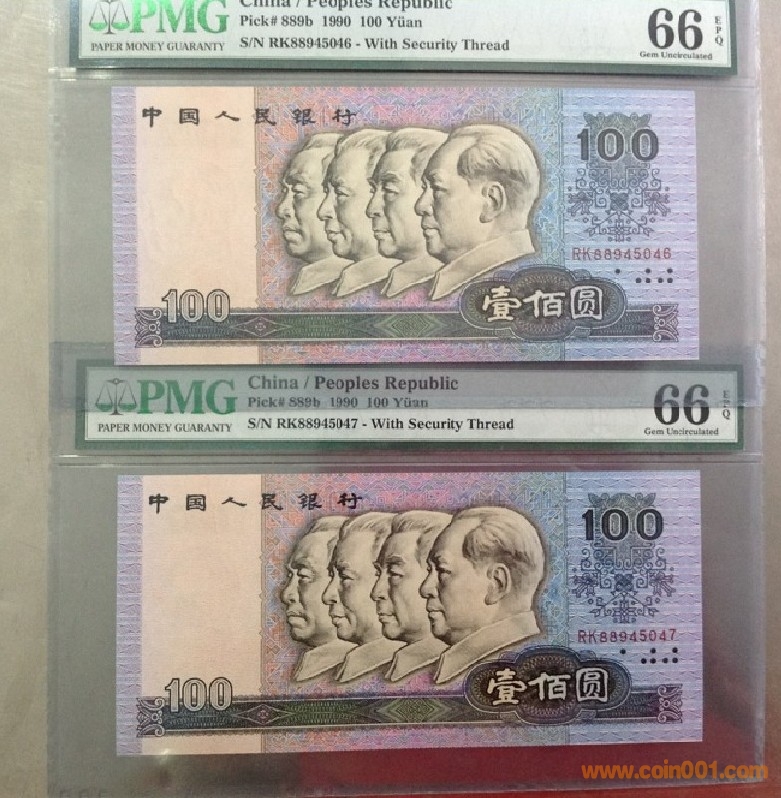 PMG
PAPER MONEY GUARANTY
China / Peoples Republic
Pick# 889b 1990 100 Yüan
S/N RK88945046 - With Security Thread
66 EPQ
Gem Uncirculated
中国人民银行
100
RK88945046
100
壹佰圆
PMG
PAPER MONEY GUARANTY
China / Peoples Republic
Pick# 889b 1990 100 Yüan
S/N RK88945047 - With Security Thread
66 EPQ
Gem Uncirculated
中国人民银行
100
RK88945047
100
壹佰圆
www.coin001.com